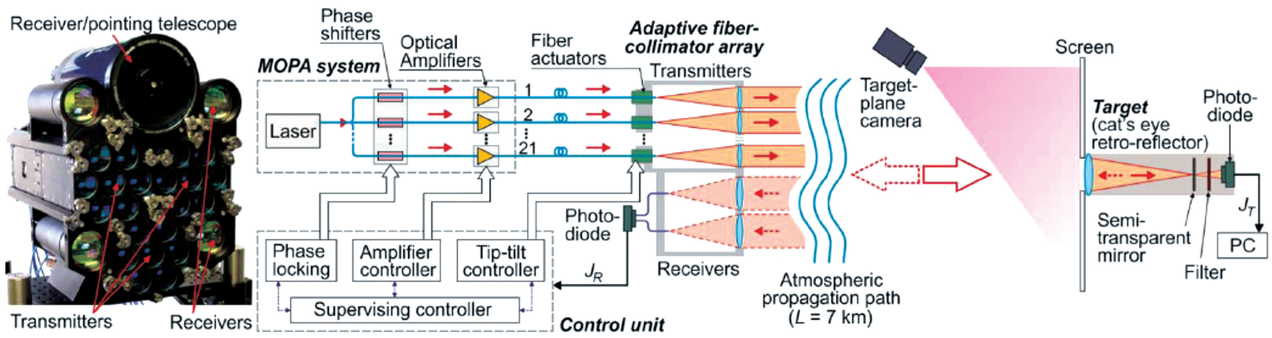 Receiver/pointing telescope
Transmitters
Receivers
MOPA system
Phase
shifters
Optical
Amplifiers
Fiber
actuators
Adaptive fiber-
collimator array
Transmitters
Laser
1
2
21
Photo-
diode
Receivers
Phase
locking
Amplifier
controller
Tip-tilt
controller
J_R
Supervising controller
Control unit
Atmospheric
propagation path
(L = 7 km)
Target-
plane
camera
Screen
Target
(cat's eye
retro-reflector)
Photo-
diode
Semi-
transparent
mirror
Filter
J_T
PC